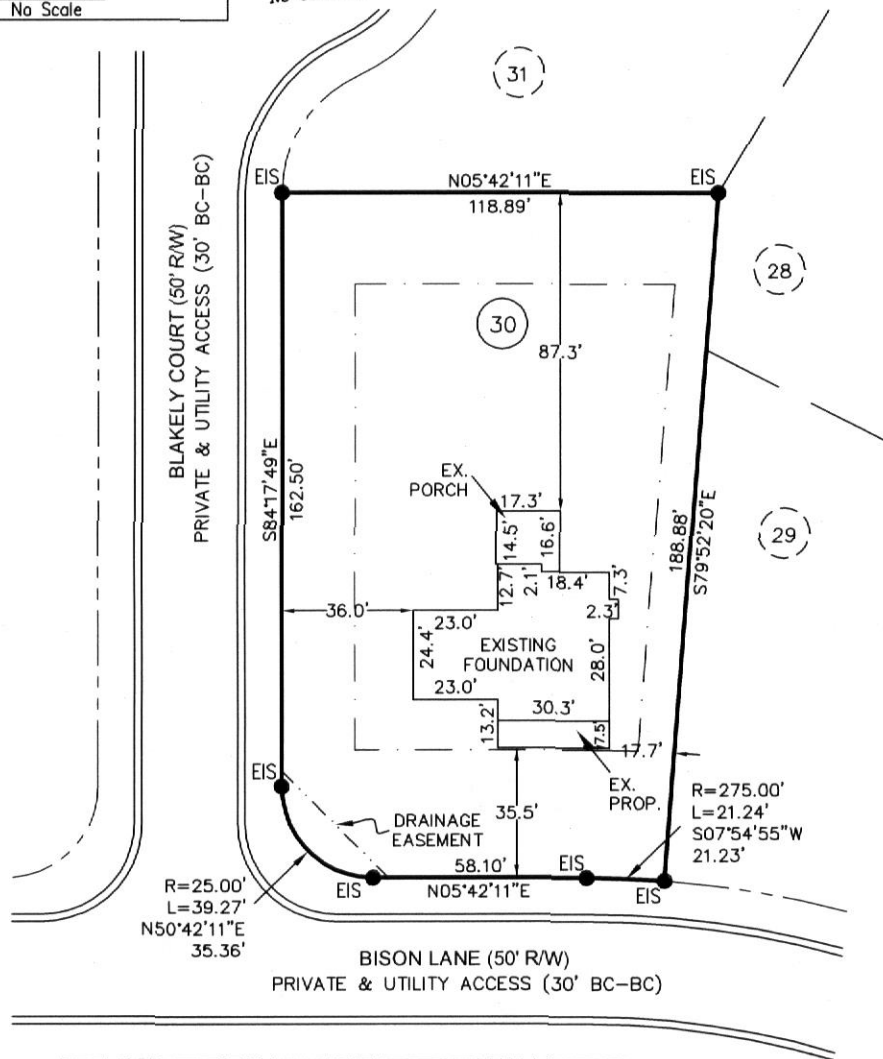 No Scale
31
EIS
N05°42'11"E
EIS
118.89'
BLAKELY COURT (50' R/W)
PRIVATE & UTILITY ACCESS (30' BC-BC)
28
30
87.3'
S84°17'49"E
162.50'
EX.
PORCH
17.3'
14.5'
16.6'
188.88'
S79°52'20"E
29
12.7'
2.1'
18.4'
7.3'
2.3'
36.0'
23.0'
24.4'
EXISTING
FOUNDATION
28.0'
23.0'
30.3'
13.2'
7.5'
17.7'
EIS
EX.
PROP.
DRAINAGE
EASEMENT
35.5'
R=275.00'
L=21.24'
S07°54'55"W
21.23'
58.10'
EIS
EIS
N05°42'11"E
EIS
R=25.00'
L=39.27'
N50°42'11"E
35.36'
BISON LANE (50' R/W)
PRIVATE & UTILITY ACCESS (30' BC-BC)